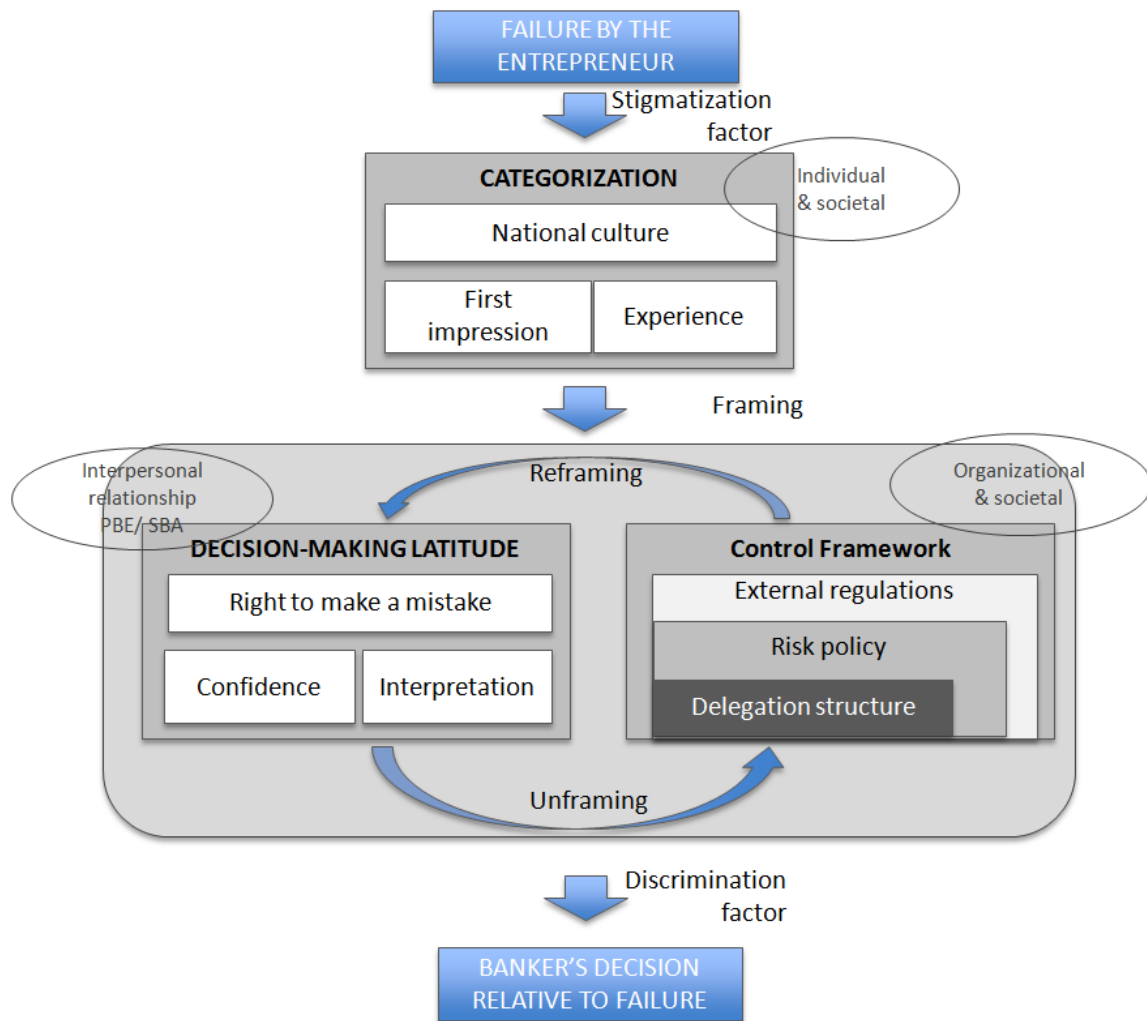 FAILURE BY THE
ENTREPRENEUR
Stigmatization
factor
CATEGORIZATION
Individual
& societal
National culture
First
impression
Experience
Framing
Interpersonal
relationship
PBE/ SBA
Reframing
Organizational
& societal
DECISION-MAKING LATITUDE
Right to make a mistake
Confidence
Interpretation
Control Framework
External regulations
Risk policy
Delegation structure
Unframing
Discrimination
factor
BANKER'S DECISION
RELATIVE TO FAILURE